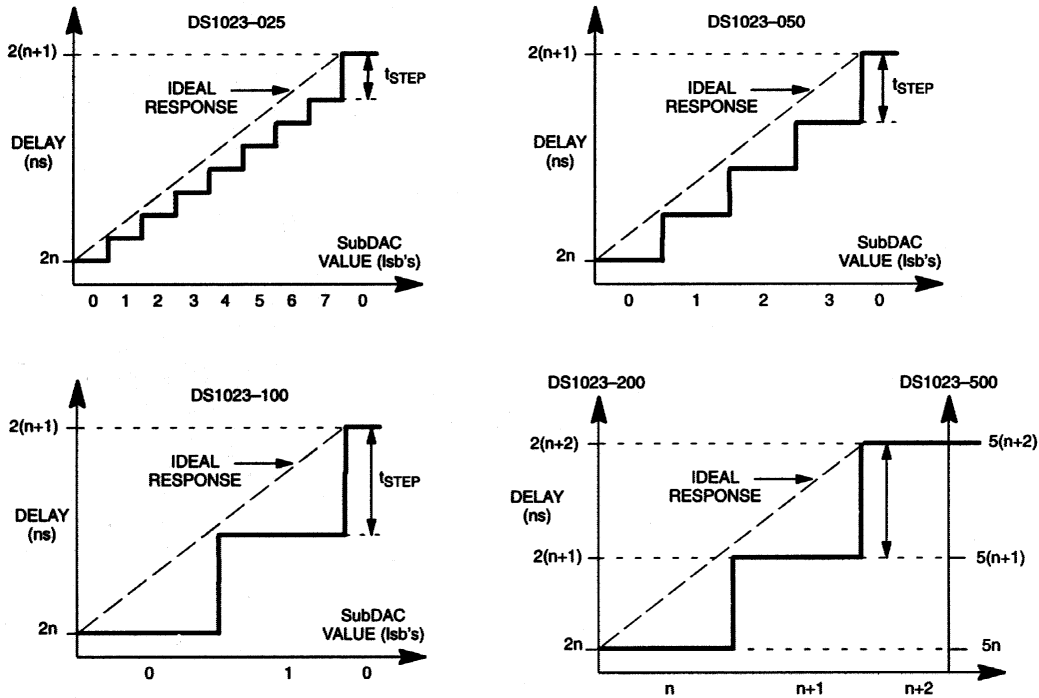 DS1023–025
2(n+1)
IDEAL
RESPONSE
tSTEP
DELAY
(ns)
2n
SubDAC
VALUE (lsb's)
0 1 2 3 4 5 6 7 0
DS1023–050
2(n+1)
IDEAL
RESPONSE
tSTEP
DELAY
(ns)
2n
SubDAC
VALUE (lsb's)
0 1 2 3 0
DS1023–100
2(n+1)
IDEAL
RESPONSE
tSTEP
DELAY
(ns)
2n
SubDAC
VALUE (lsb's)
0 1 0
DS1023–200 DS1023–500
2(n+2) 5(n+2)
IDEAL
RESPONSE
DELAY
(ns)
2(n+1) 5(n+1)
2n 5n
n n+1 n+2